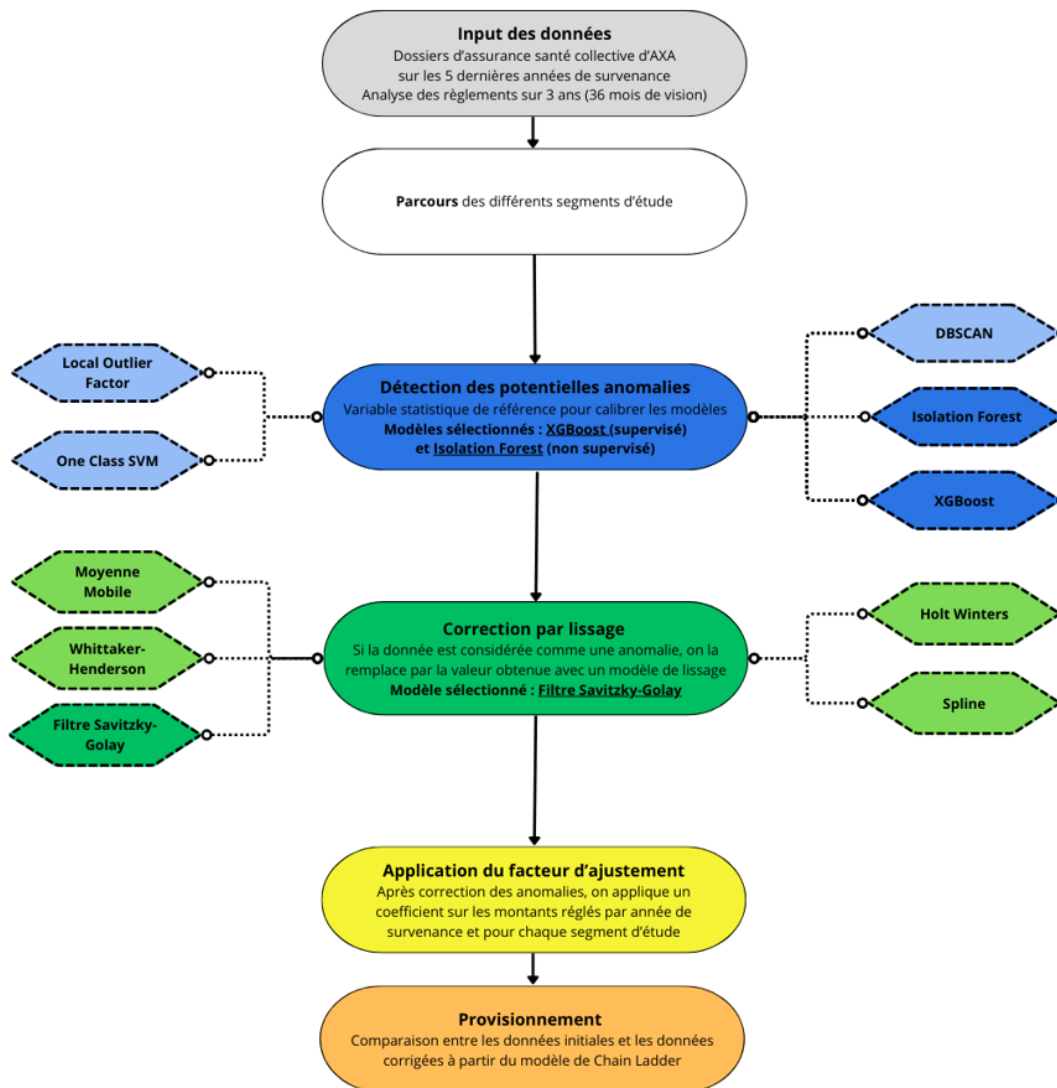 Input des données
Dossiers d'assurance santé collective d'AXA
sur les 5 dernières années de survenance
Analyse des règlements sur 3 ans (36 mois de vision)
Parcours des différents segments d'étude
Local Outlier
Factor
One Class SVM
Détection des potentielles anomalies
Variable statistique de référence pour calibrer les modèles
Modèles sélectionnés : XGBoost (supervisé)
et Isolation Forest (non supervisé)
DBSCAN
Isolation Forest
XGBoost
Moyenne
Mobile
Whittaker-
Henderson
Filtre Savitzky-
Golay
Correction par lissage
Si la donnée est considérée comme une anomalie, on la
remplace par la valeur obtenue avec un modèle de lissage
Modèle sélectionné : Filtre Savitzky-Golay
Holt Winters
Spline
Application du facteur d'ajustement
Après correction des anomalies, on applique un
coefficient sur les montants réglés par année de
survenance et pour chaque segment d'étude
Provisionnement
Comparaison entre les données initiales et les données
corrigées à partir du modèle de Chain Ladder